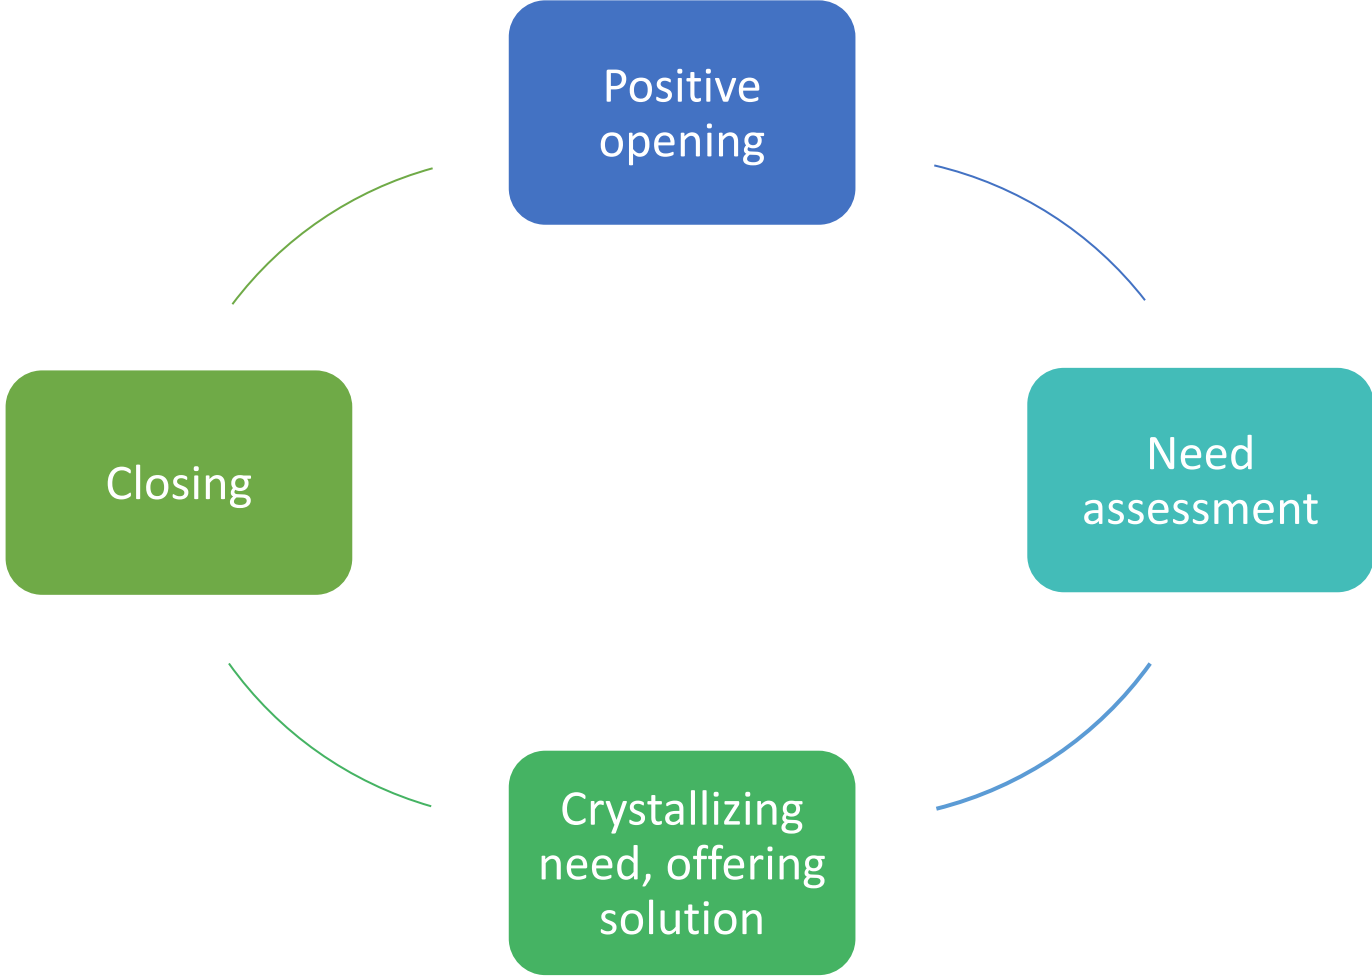 Positive
opening
Need
assessment
Crystallizing
need, offering
solution
Closing